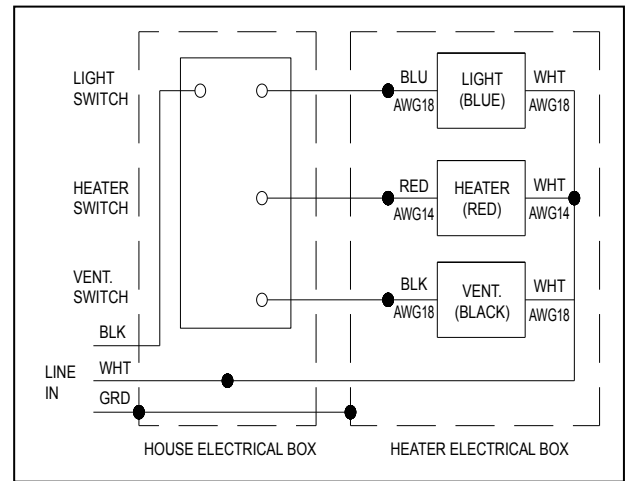 LIGHT
SWITCH
BLU
AWG18
LIGHT
(BLUE)
WHT
AWG18
HEATER
SWITCH
RED
AWG14
HEATER
(RED)
WHT
AWG14
VENT.
SWITCH
BLK
AWG18
VENT.
(BLACK)
WHT
AWG18
BLK
LINE
IN
WHT
GRD
HOUSE ELECTRICAL BOX
HEATER ELECTRICAL BOX